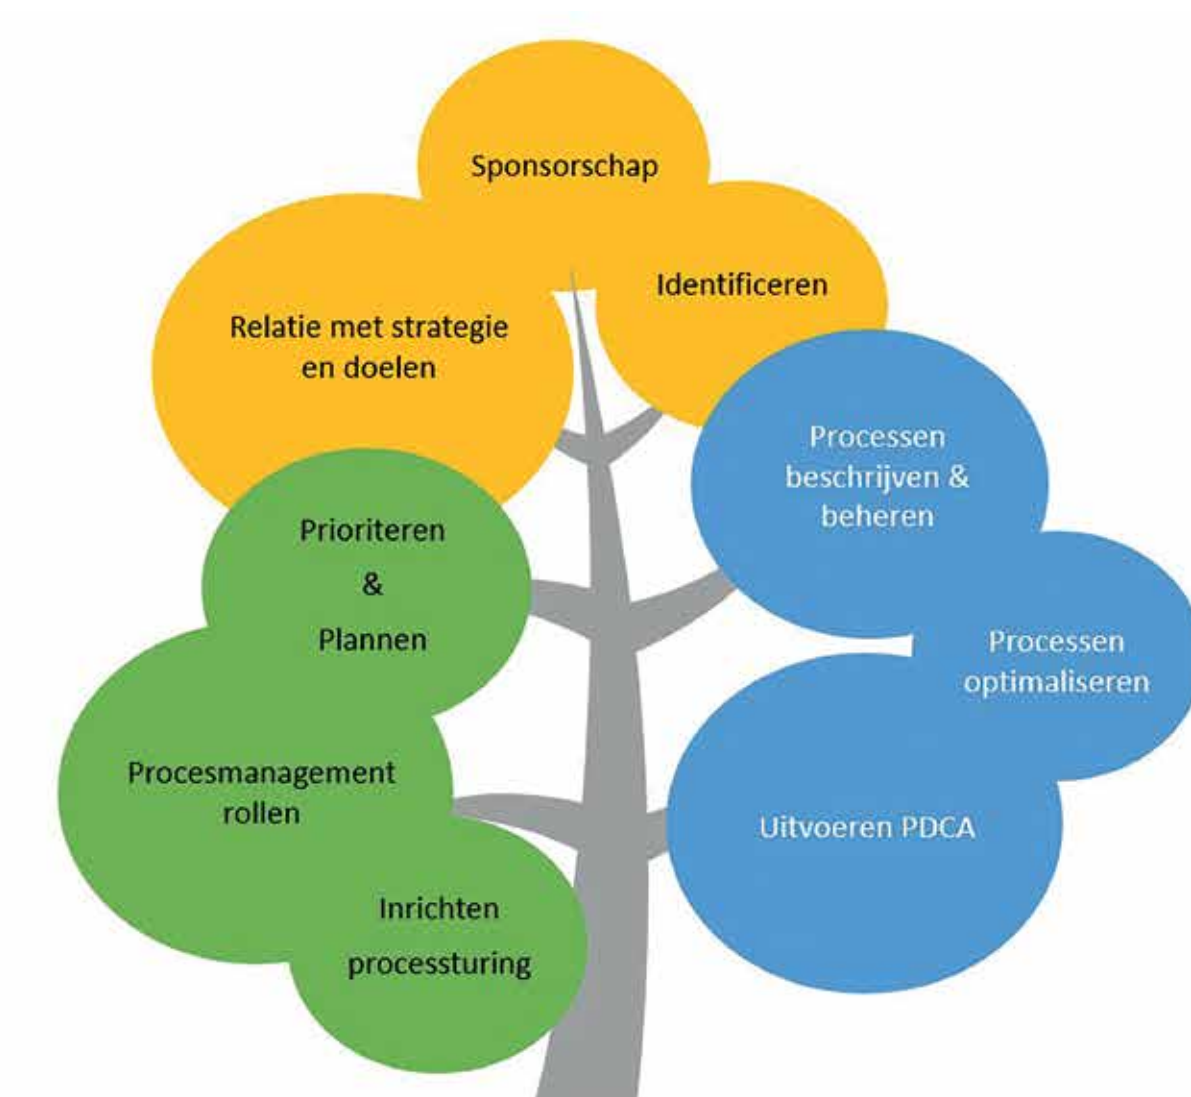 Sponsorschap
Identificeren
Relatie met strategie
en doelen
Processen
beschrijven &
beheren
Prioriteren
&
Plannen
Processen
optimaliseren
Procesmanagement
rollen
Uitvoeren PDCA
Inrichten
processturing